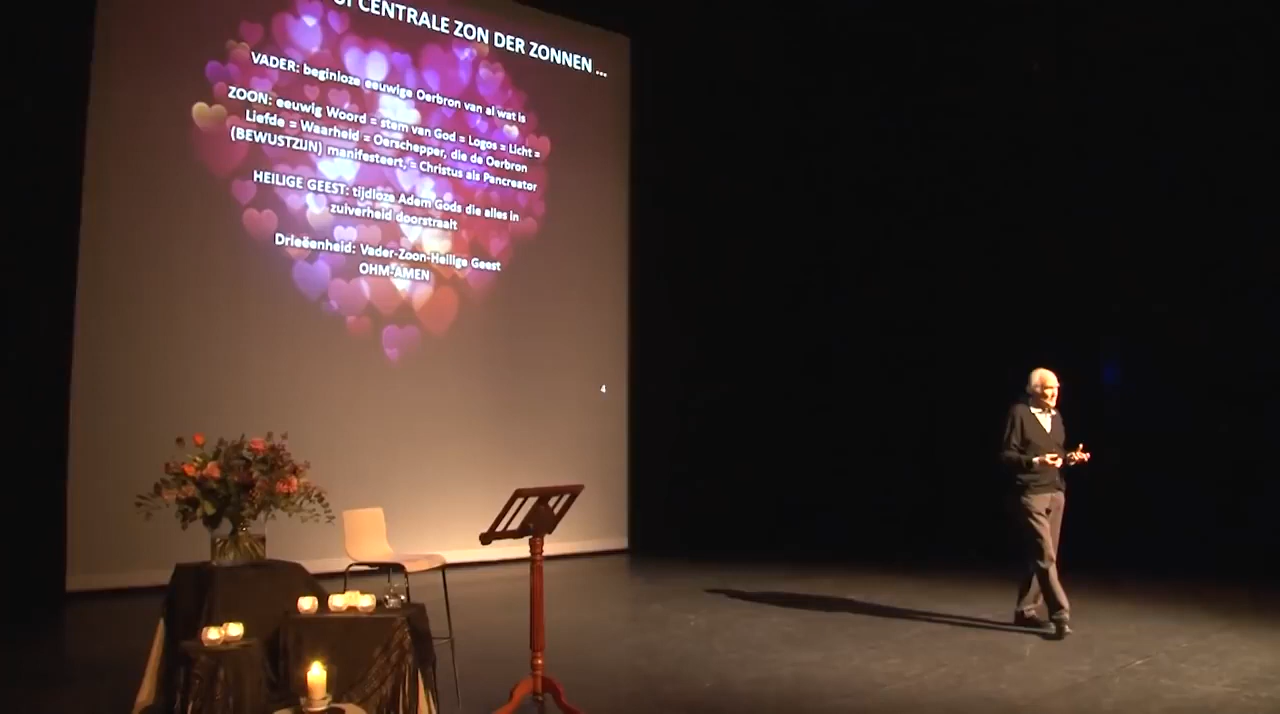 OF CENTRALE ZON DER ZONNEN ...
VADER: beginloze eeuwige Oerbron van al wat is
ZOON: eeuwig Woord = stem van God = Logos = Licht =
Liefde = Waarheid = Oerschepper, die de Oerbron
(BEWUSTZIJN) manifesteert, = Christus als Pancreator
HEILIGE GEEST: tijdloze Adem Gods die alles in
zuiverheid doorstraalt
Drieëenheid: Vader-Zoon-Heilige Geest
OHM-AMEN
4